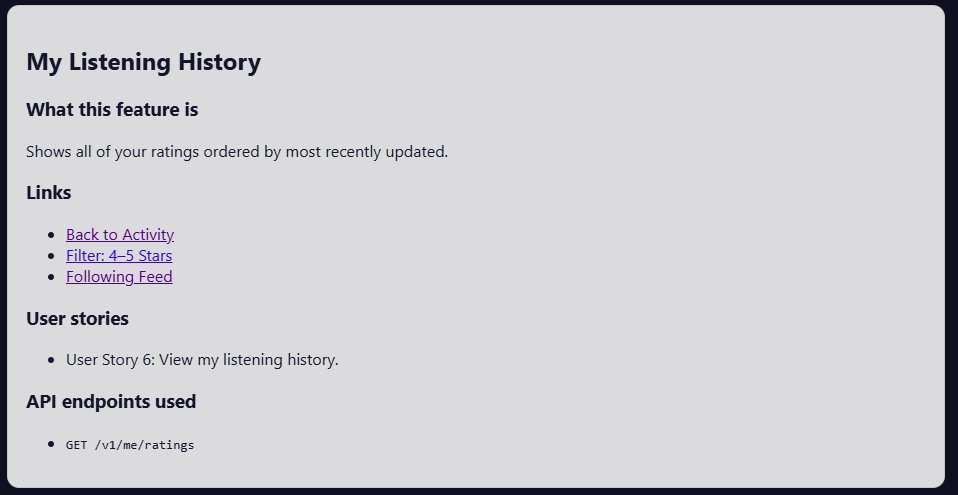 My Listening History
What this feature is
Shows all of your ratings ordered by most recently updated.
Links
Back to Activity
Filter: 4–5 Stars
Following Feed
User stories
User Story 6: View my listening history.
API endpoints used
GET /v1/me/ratings